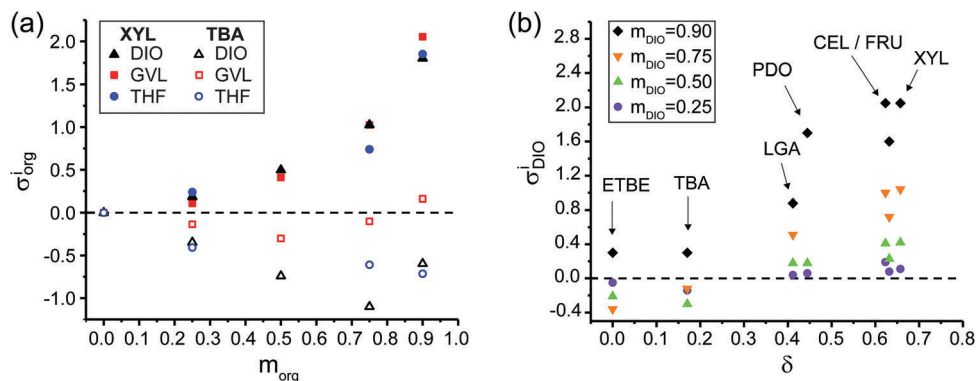 (a)
XYL TBA
DIO DIO
GVL GVL
THF THF
2.0
1.5
1.0
0.5
0.0
-0.5
-1.0
σ^i_org
0.0 0.1 0.2 0.3 0.4 0.5 0.6 0.7 0.8 0.9 1.0
m_org
(b)
m_DIO=0.90
m_DIO=0.75
m_DIO=0.50
m_DIO=0.25
CEL / FRU
XYL
PDO
LGA
ETBE
TBA
2.8
2.4
2.0
1.6
1.2
0.8
0.4
0.0
-0.4
σ^i_DIO
0.0 0.1 0.2 0.3 0.4 0.5 0.6 0.7 0.8
δ